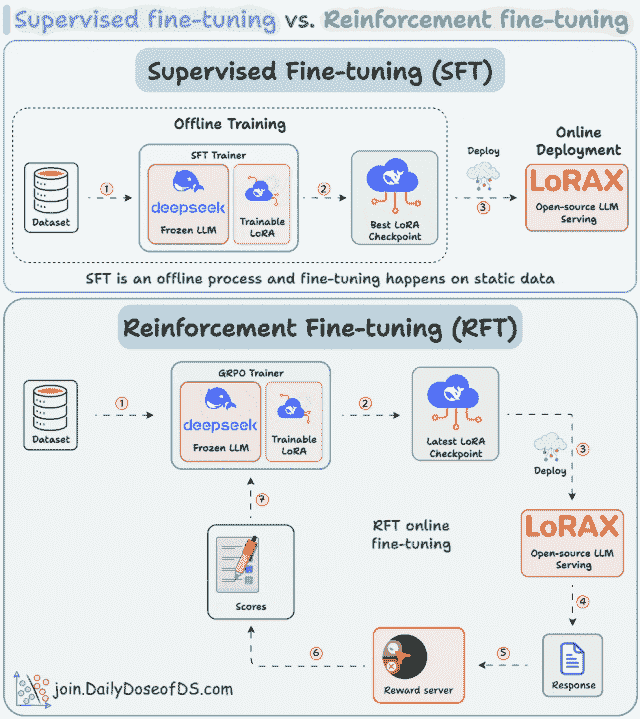 Supervised fine-tuning vs. Reinforcement fine-tuning
Supervised Fine-tuning (SFT)
Offline Training
Online
Deployment
SFT Trainer
Deploy
Dataset
1
deepseek
Frozen LLM
Trainable
LoRA
2
Best LoRA
Checkpoint
3
LoRAX
Open-source LLM
Serving
SFT is an offline process and fine-tuning happens on static data
Reinforcement Fine-tuning (RFT)
GRPO Trainer
Dataset
1
deepseek
Frozen LLM
Trainable
LoRA
2
Latest LoRA
Checkpoint
3
Deploy
7
RFT online
fine-tuning
LoRAX
Open-source LLM
Serving
4
Scores
6
Reward server
5
Response
join.DailyDoseofDS.com